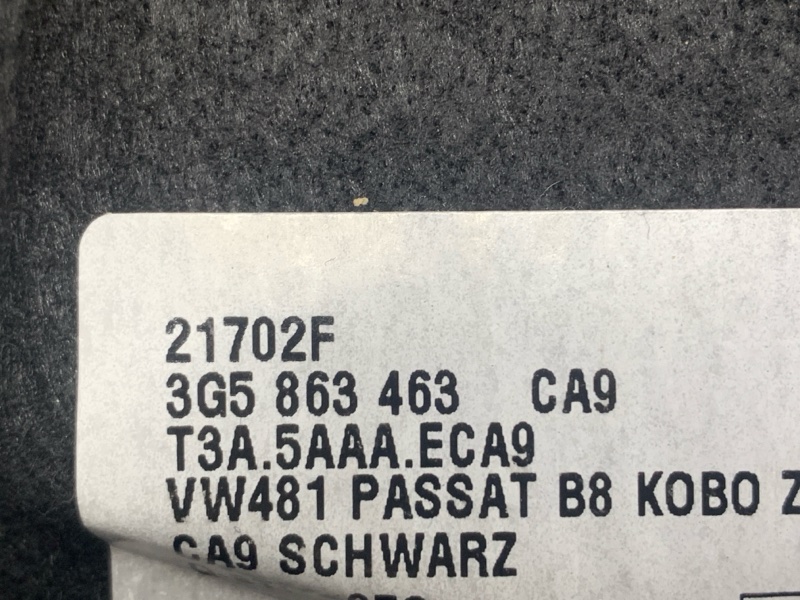 21702F
3G5 863 463 CA9
T3A.5AAA.ECA9
VW481 PASSAT B8 KOBO
CA9 SCHWARZ